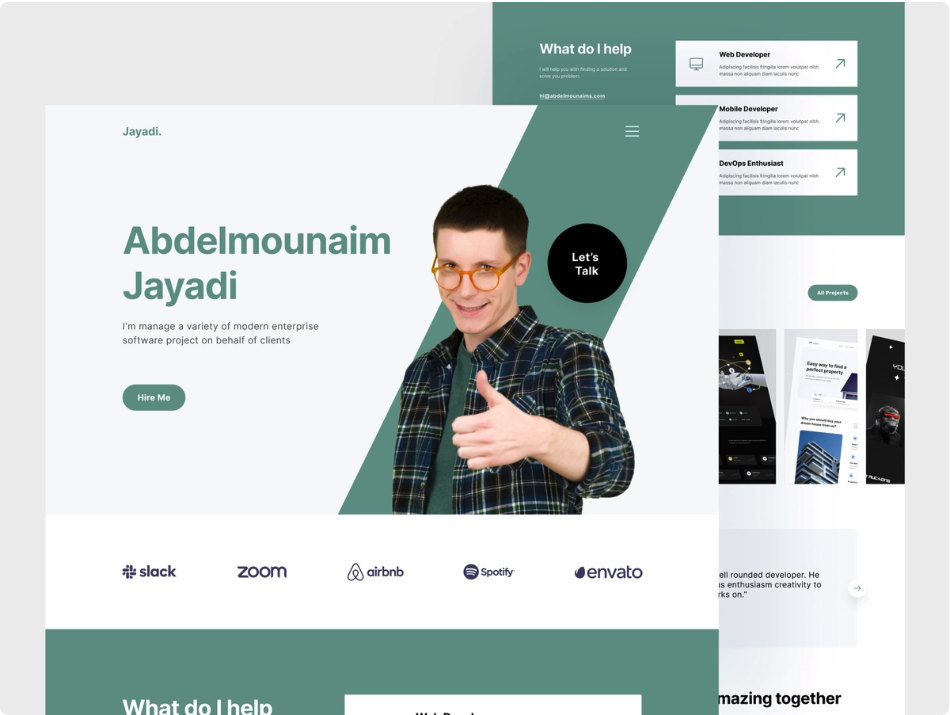 What do I help
I will help you with finding a solution and
solve you problem.
hi@abdelmounaims.com
Web Developer
Adipiscing facilisis fringilla lorem volutpat nibh
massa non aliquam diam iaculis nunc
Mobile Developer
Adipiscing facilisis fringilla lorem volutpat nibh
massa non aliquam diam iaculis nunc
DevOps Enthusiast
Adipiscing facilisis fringilla lorem volutpat nibh
massa non aliquam diam iaculis nunc
Jayadi.
Abdelmounaim
Jayadi
I'm manage a variety of modern enterprise
software project on behalf of clients
Hire Me
Let's
Talk
All Projects
Easy way to find a
perfect property
Why you should buy your
dream house from us?
YOU
slack
zoom
airbnb
Spotify
envato
ell rounded developer. He
us enthusiasm creativity to
rks on."
mazing together
What do I help